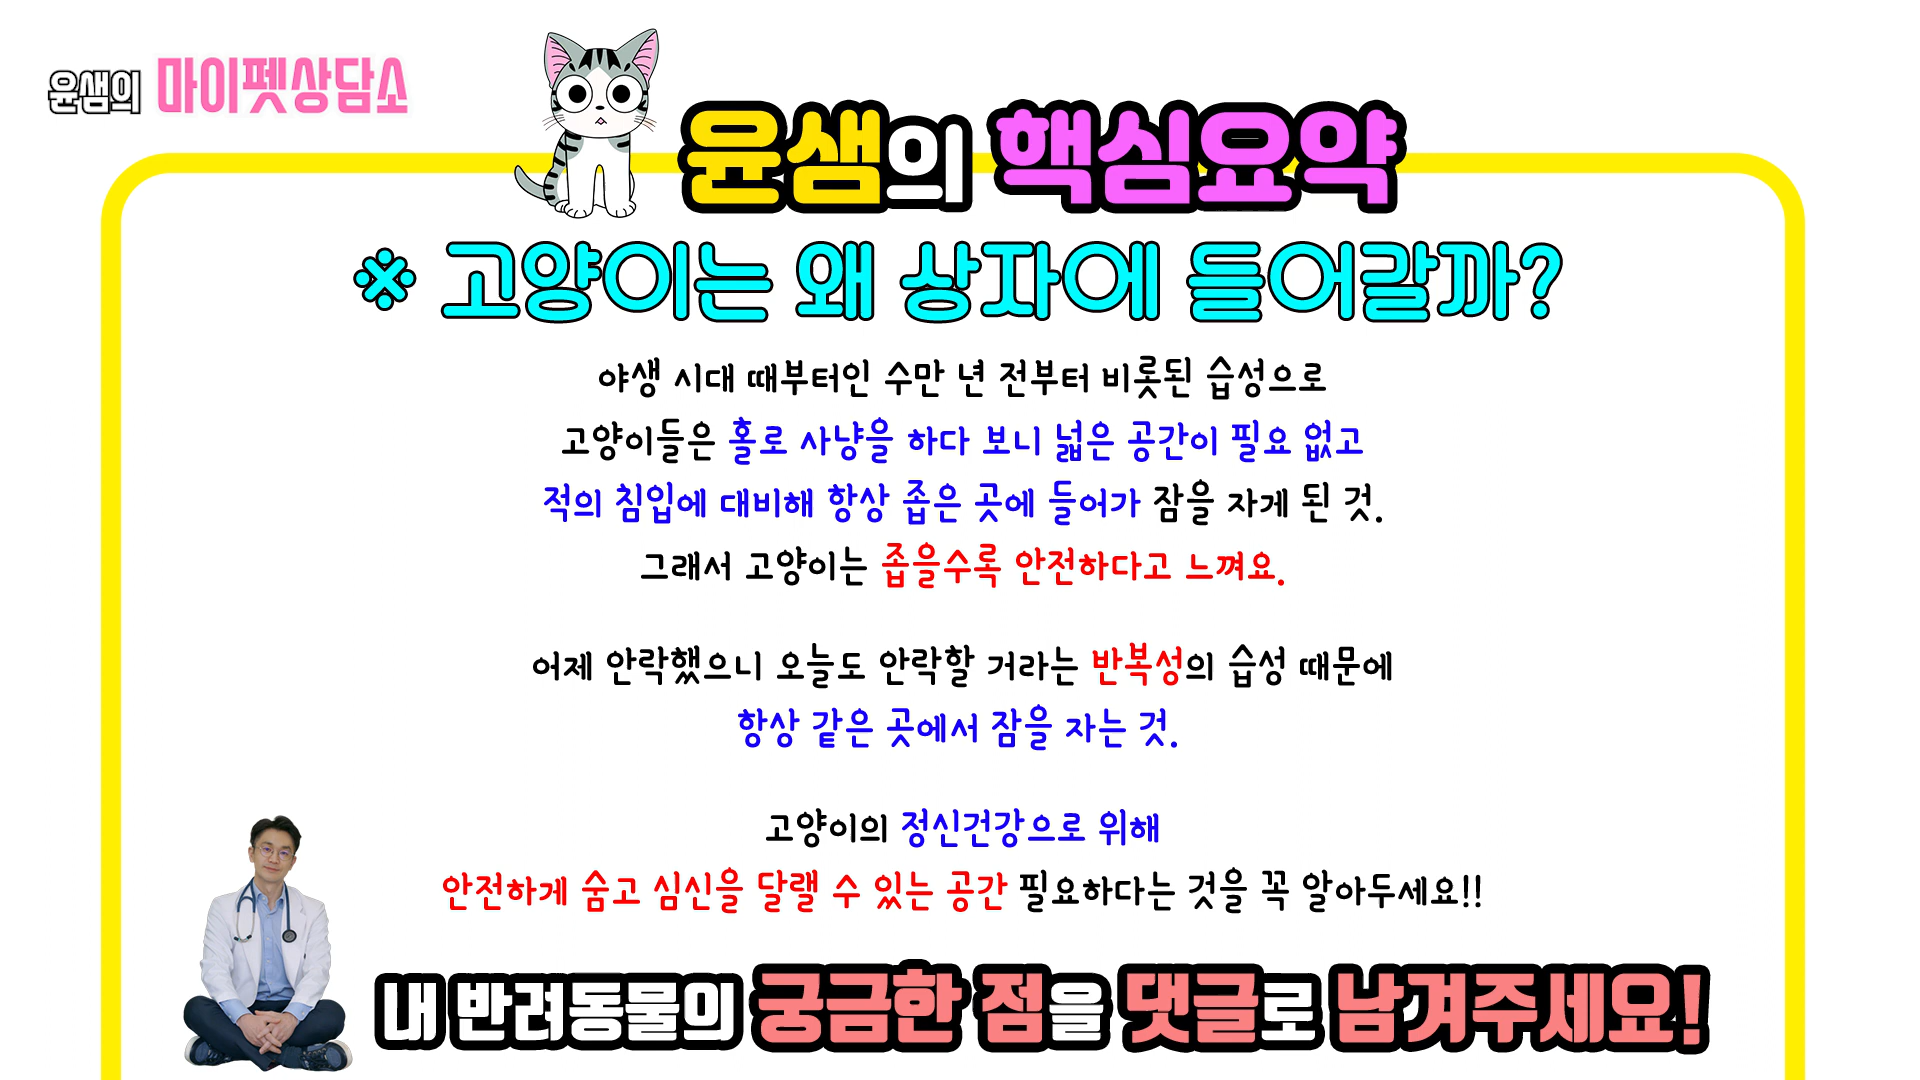 윤샘의 마이펫상담소
윤샘의 핵심요약
※ 고양이는 왜 상자에 들어갈까?
야생 시대 때부터인 수만 년 전부터 비롯된 습성으로
고양이들은 홀로 사냥을 하다 보니 넓은 공간이 필요 없고
적의 침입에 대비해 항상 좁은 곳에 들어가 잠을 자게 된 것.
그래서 고양이는 좁을수록 안전하다고 느껴요.
어제 안락했으니 오늘도 안락할 거라는 반복성의 습성 때문에
항상 같은 곳에서 잠을 자는 것.
고양이의 정신건강으로 위해
안전하게 숨고 심신을 달랠 수 있는 공간 필요하다는 것을 꼭 알아두세요!!
내 반려동물의 궁금한 점을 댓글로 남겨주세요!